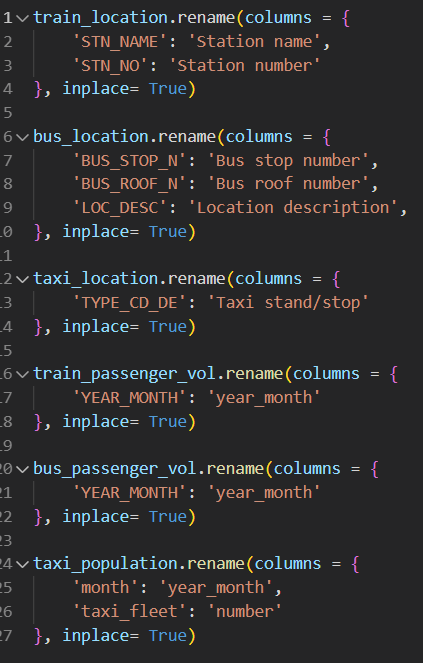 1 train_location.rename(columns = {
2     'STN_NAME': 'Station name',
3     'STN_NO': 'Station number'
4 }, inplace= True)
5
6 bus_location.rename(columns = {
7     'BUS_STOP_N': 'Bus stop number',
8     'BUS_ROOF_N': 'Bus roof number',
9     'LOC_DESC': 'Location description',
10 }, inplace= True)
11
12 taxi_location.rename(columns = {
13     'TYPE_CD_DE': 'Taxi stand/stop'
14 }, inplace= True)
15
16 train_passenger_vol.rename(columns = {
17     'YEAR_MONTH': 'year_month'
18 }, inplace= True)
19
20 bus_passenger_vol.rename(columns = {
21     'YEAR_MONTH': 'year_month'
22 }, inplace= True)
23
24 taxi_population.rename(columns = {
25     'month': 'year_month',
26     'taxi_fleet': 'number'
27 }, inplace= True)